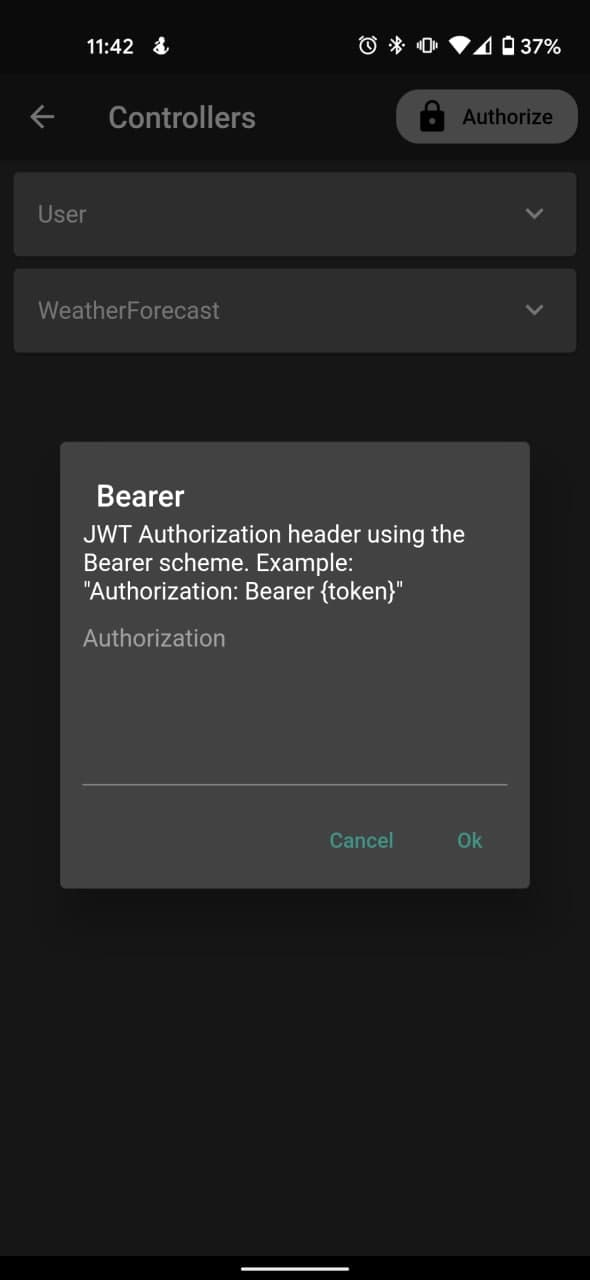 11:42
37%
Controllers
Authorize
User
WeatherForecast
Bearer
JWT Authorization header using the
Bearer scheme. Example:
"Authorization: Bearer {token}"
Authorization
Cancel
Ok